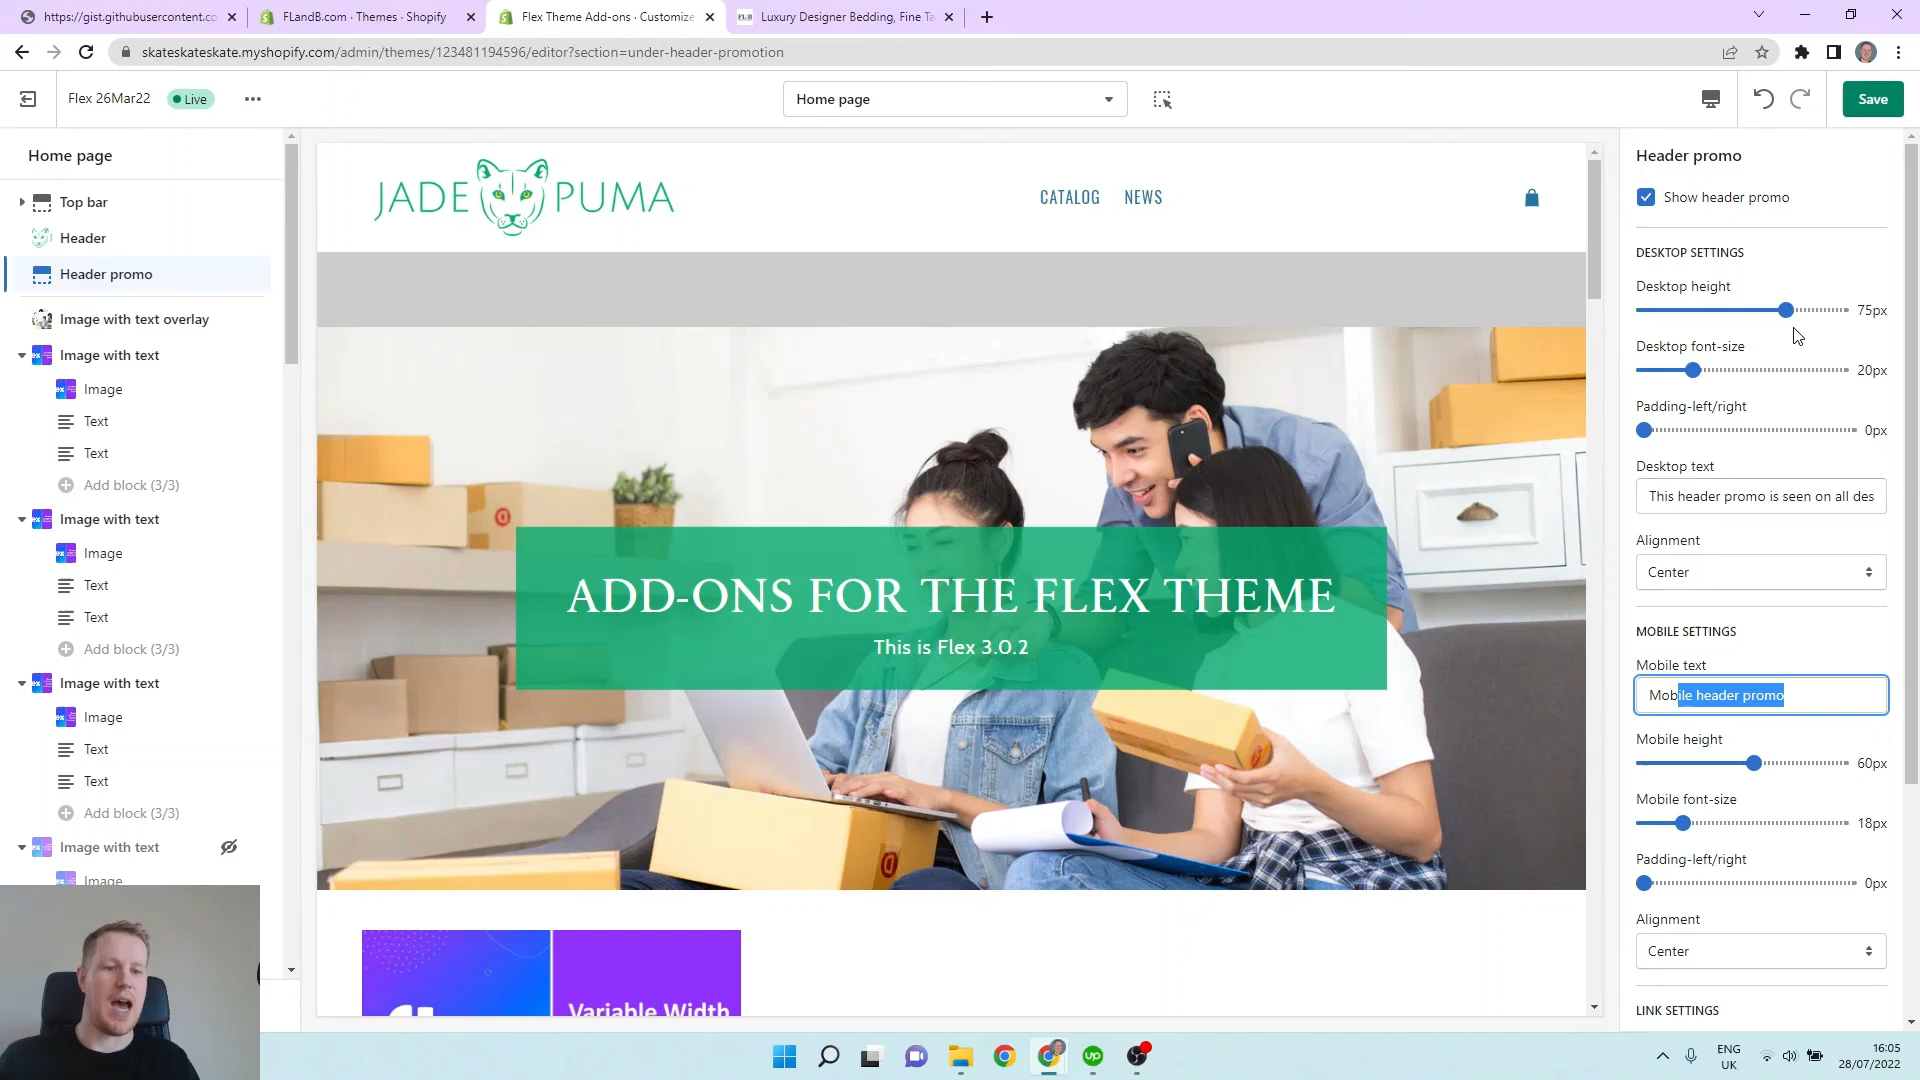 https://gist.githubusercontent.co
FLandB.com · Themes · Shopify
Flex Theme Add-ons · Customize
FL&B
Luxury Designer Bedding, Fine Ta
skateskateskate.myshopify.com/admin/themes/123481194596/editor?section=under-header-promotion
Flex 26Mar22
Live
Home page
Save
Home page
Top bar
Header
Header promo
Image with text overlay
Image with text
Image
Text
Text
Add block (3/3)
Image with text
Image
Text
Text
Add block (3/3)
Image with text
Image
Text
Text
Add block (3/3)
Image with text
Image
JADE PUMA
CATALOG
NEWS
ADD-ONS FOR THE FLEX THEME
This is Flex 3.0.2
Variable Width
Header promo
Show header promo
DESKTOP SETTINGS
Desktop height
75px
Desktop font-size
20px
Padding-left/right
0px
Desktop text
This header promo is seen on all des
Alignment
Center
MOBILE SETTINGS
Mobile text
Mobile header promo
Mobile height
60px
Mobile font-size
18px
Padding-left/right
0px
Alignment
Center
LINK SETTINGS
up
ENG
UK
16:05
28/07/2022